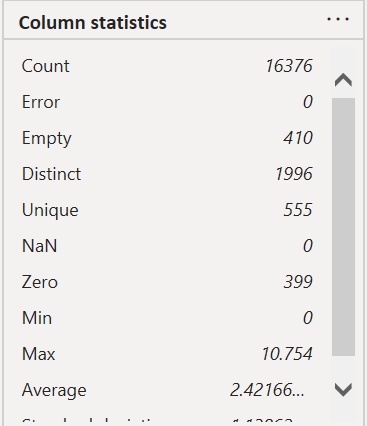 Column statistics ...
Count 16376
Error 0
Empty 410
Distinct 1996
Unique 555
NaN 0
Zero 399
Min 0
Max 10.754
Average 2.42166...